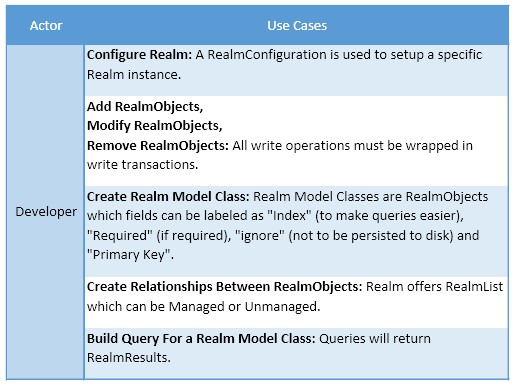 Actor Use Cases
Configure Realm: A RealmConfiguration is used to setup a specific
Realm instance.
Add RealmObjects,
Modify RealmObjects,
Remove RealmObjects: All write operations must be wrapped in
write transactions.
Developer
Create Realm Model Class: Realm Model Classes are RealmObjects
which fields can be labeled as "Index" (to make queries easier),
"Required" (if required), "ignore" (not to be persisted to disk) and
"Primary Key".
Create Relationships Between RealmObjects: Realm offers RealmList
which can be Managed or Unmanaged.
Build Query For a Realm Model Class: Queries will return
RealmResults.